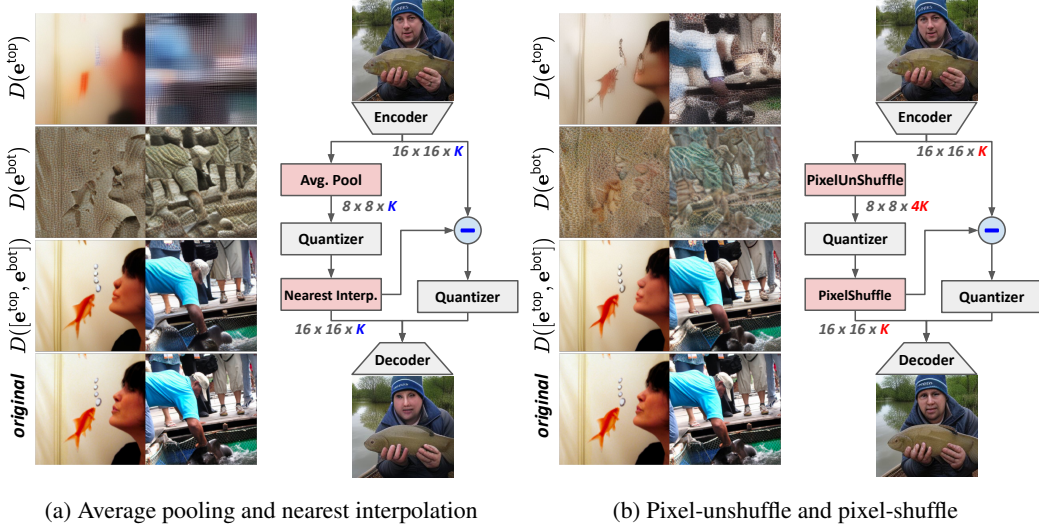 D(e^top)
D(e^bot)
D([e^top, e^bot])
original
Encoder
16 x 16 x K
Avg. Pool
8 x 8 x K
Quantizer
Nearest Interp.
Quantizer
16 x 16 x K
Decoder
(a) Average pooling and nearest interpolation
D(e^top)
D(e^bot)
D([e^top, e^bot])
original
Encoder
16 x 16 x K
PixelUnShuffle
8 x 8 x 4K
Quantizer
PixelShuffle
Quantizer
16 x 16 x K
Decoder
(b) Pixel-unshuffle and pixel-shuffle